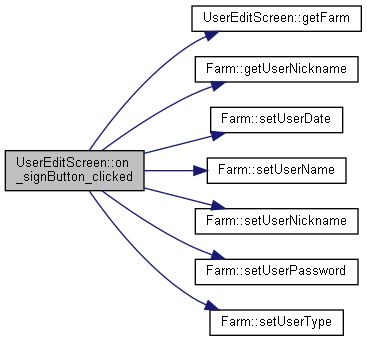 UserEditScreen::getFarm
Farm::getUserNickname
Farm::setUserDate
UserEditScreen::on
_signButton_clicked
Farm::setUserName
Farm::setUserNickname
Farm::setUserPassword
Farm::setUserType